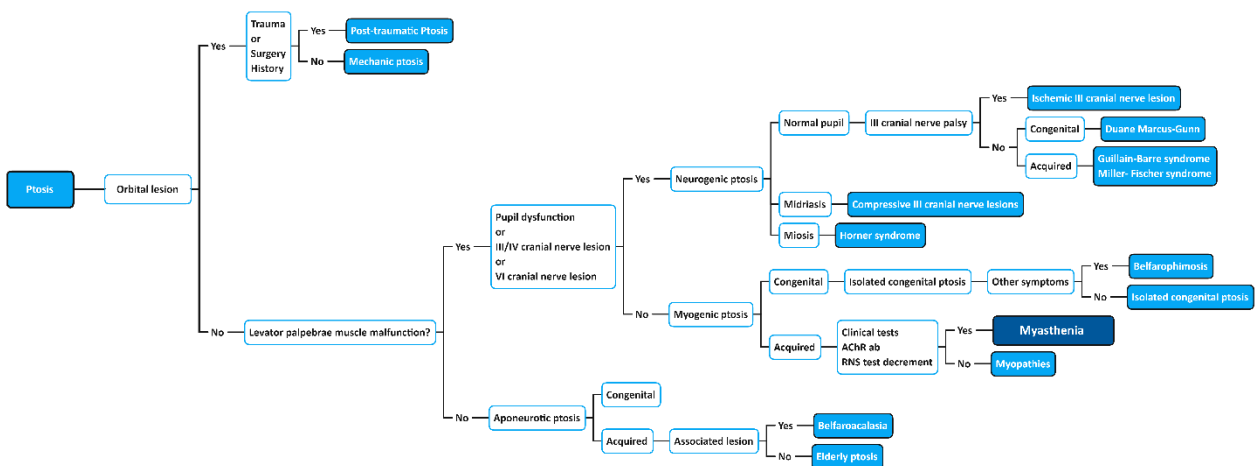 Ptosis
Orbital lesion
Yes
Trauma
or
Surgery
History
Yes
Post-traumatic Ptosis
No
Mechanic ptosis
No
Levator palpebrae muscle malfunction?
Yes
Pupil dysfunction
or
III/IV cranial nerve lesion
or
VI cranial nerve lesion
Yes
Neurogenic ptosis
Normal pupil
III cranial nerve palsy
Yes
Ischemic III cranial nerve lesion
No
Congenital
Duane Marcus-Gunn
Acquired
Guillain-Barre syndrome
Miller- Fischer syndrome
Midriasis
Compressive III cranial nerve lesions
Miosis
Horner syndrome
No
Myogenic ptosis
Congenital
Isolated congenital ptosis
Other symptoms
Yes
Belfarophimosis
No
Isolated congenital ptosis
Acquired
Clinical tests
AChR ab
RNS test decrement
Yes
Myasthenia
No
Myopathies
No
Aponeurotic ptosis
Congenital
Acquired
Associated lesion
Yes
Belfaroacalasia
No
Elderly ptosis